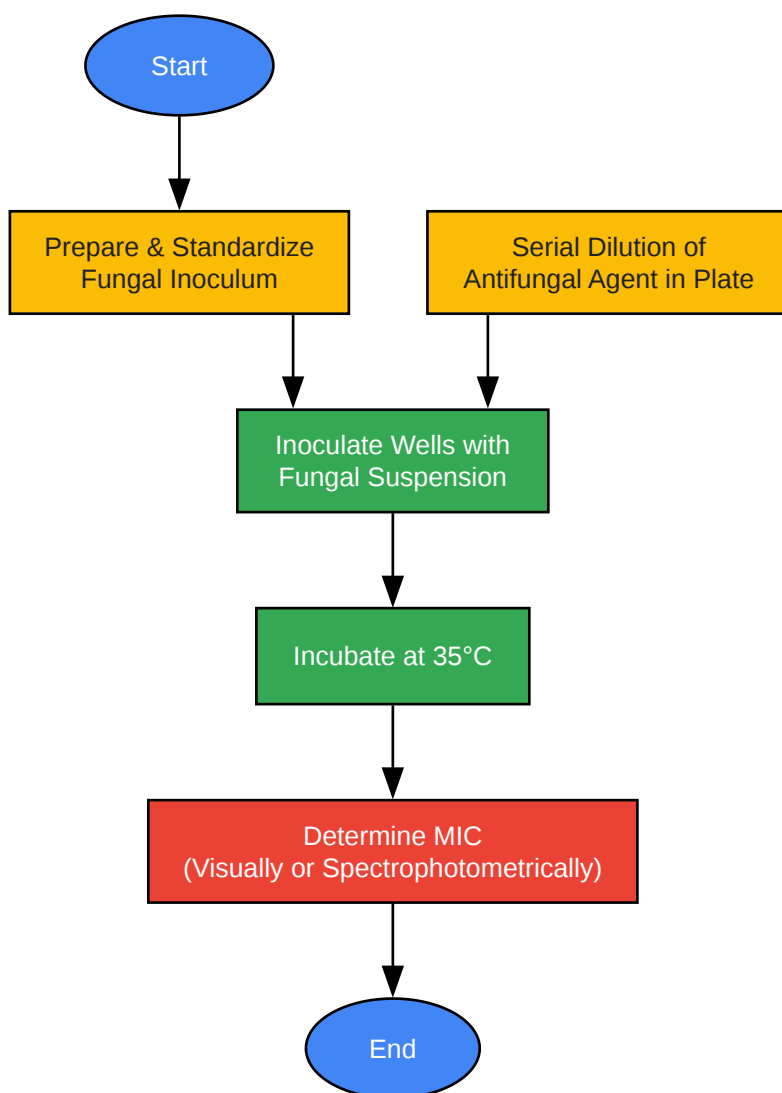 Start
Prepare & Standardize
Fungal Inoculum
Serial Dilution of
Antifungal Agent in Plate
Inoculate Wells with
Fungal Suspension
Incubate at 35°C
Determine MIC
(Visually or Spectrophotometrically)
End